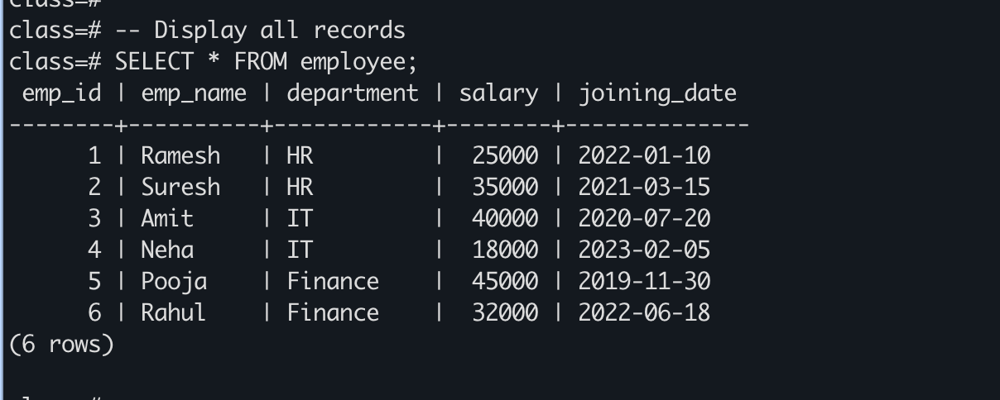 class=#
class=# -- Display all records
class=# SELECT * FROM employee;
 emp_id | emp_name | department | salary | joining_date
--------+----------+------------+--------+--------------
      1 | Ramesh   | HR         |  25000 | 2022-01-10
      2 | Suresh   | HR         |  35000 | 2021-03-15
      3 | Amit     | IT         |  40000 | 2020-07-20
      4 | Neha     | IT         |  18000 | 2023-02-05
      5 | Pooja    | Finance    |  45000 | 2019-11-30
      6 | Rahul    | Finance    |  32000 | 2022-06-18
(6 rows)